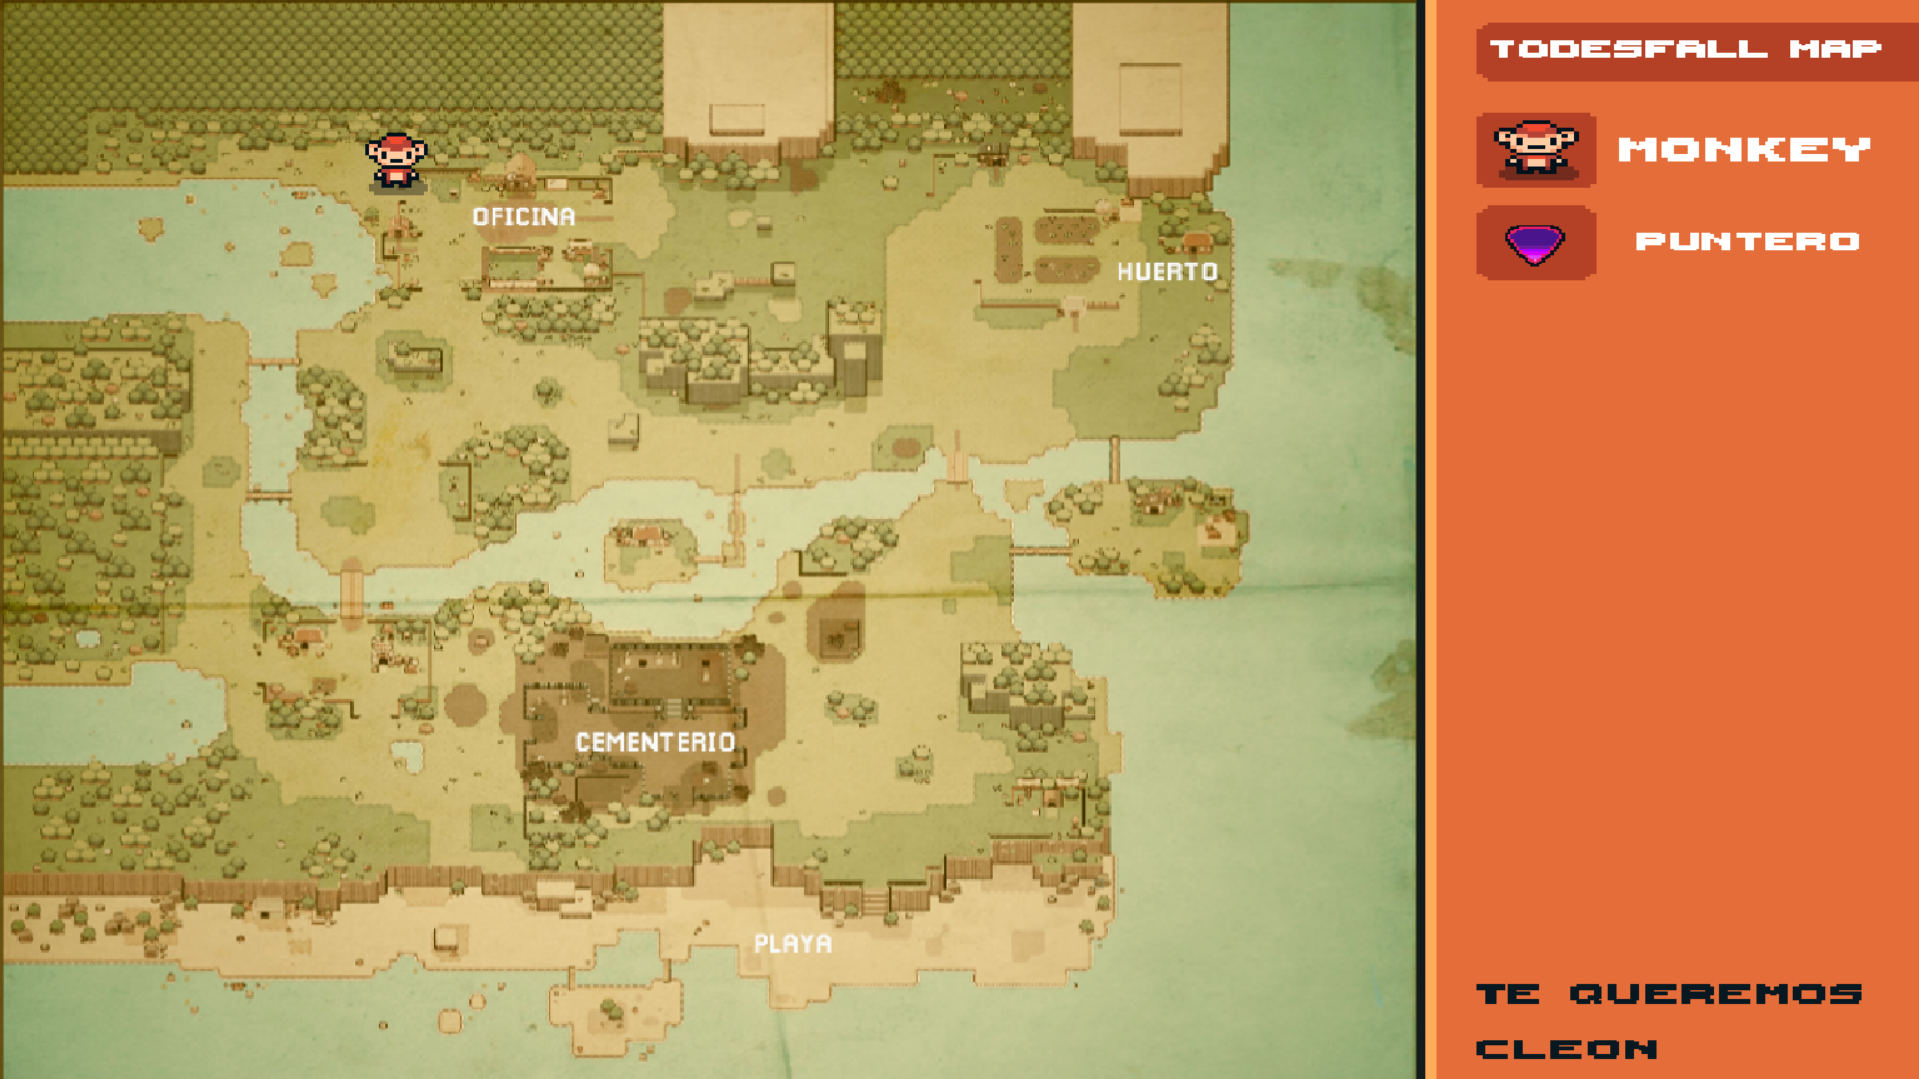 TODESFALL MAP
MONKEY
PUNTERO
OFICINA
HUERTO
CEMENTERIO
PLAYA
TE QUEREMOS
CLEON